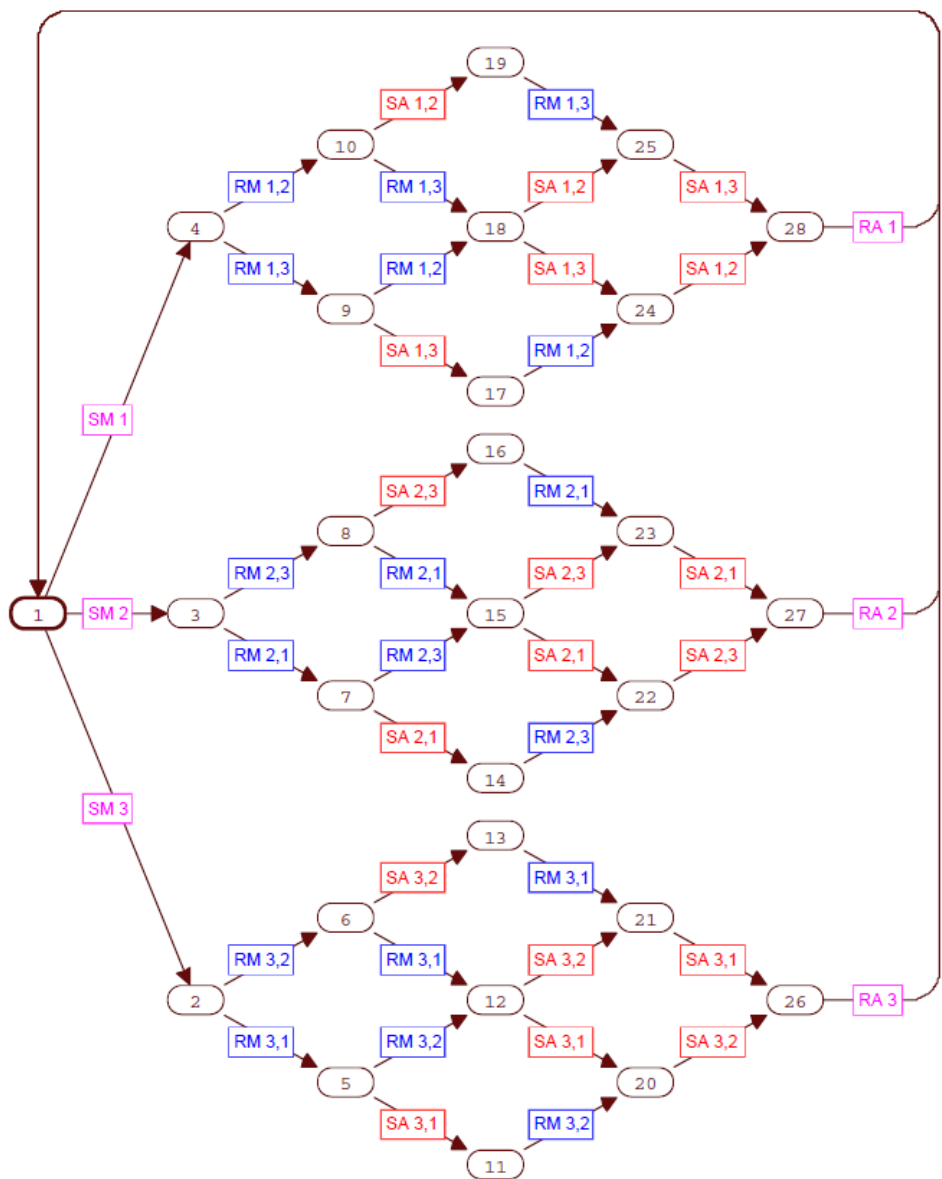 19
SA 1,2
RM 1,3
10
25
RM 1,2
RM 1,3
SA 1,2
SA 1,3
4
18
28
RA 1
RM 1,3
RM 1,2
SA 1,3
SA 1,2
9
24
SA 1,3
RM 1,2
17
SM 1
16
SA 2,3
RM 2,1
8
23
RM 2,3
RM 2,1
SA 2,3
SA 2,1
1
SM 2
3
15
27
RA 2
RM 2,1
RM 2,3
SA 2,1
SA 2,3
7
22
SA 2,1
RM 2,3
14
SM 3
13
SA 3,2
RM 3,1
6
21
RM 3,2
RM 3,1
SA 3,2
SA 3,1
2
12
26
RA 3
RM 3,1
RM 3,2
SA 3,1
SA 3,2
5
20
SA 3,1
RM 3,2
11